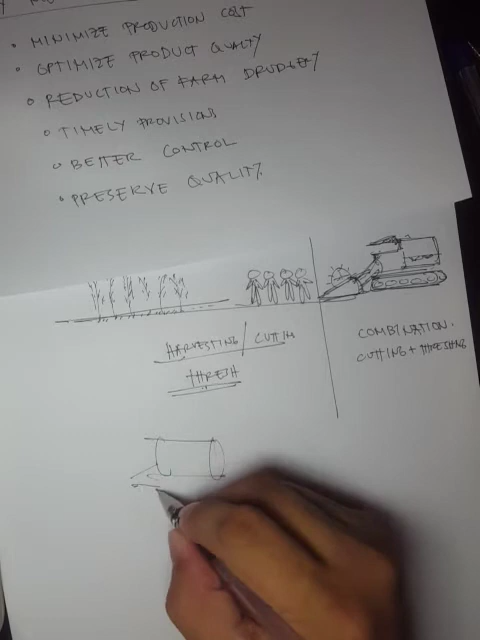 • MINIMIZE PRODUCTION COST
• OPTIMIZE PRODUCT QUALITY
• REDUCTION OF FARM DRUDGERY
• TIMELY PROVISIONS
• BETTER CONTROL
• PRESERVE QUALITY.
HARVESTING / CUTTING
THRESH
COMBINATION.
CUTTING + THRESHING